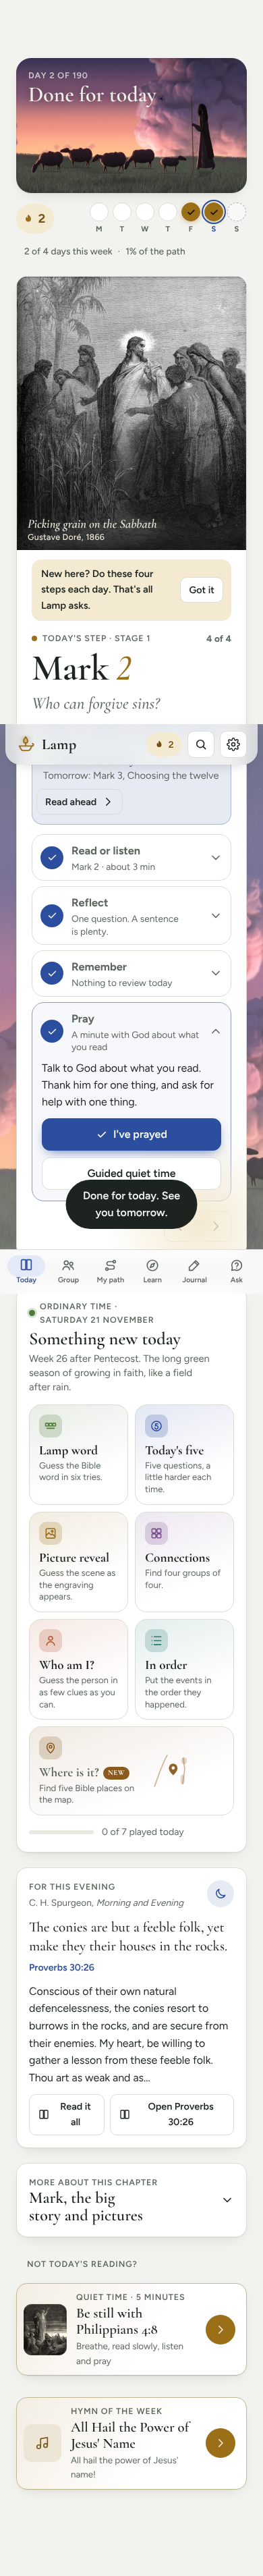 DAY 2 OF 190
Done for today
2
M T W T F S S
2 of 4 days this week · 1% of the path
Picking grain on the Sabbath
Gustave Doré, 1866
New here? Do these four
steps each day. That's all
Lamp asks.
Got it
TODAY'S STEP · STAGE 1
4 of 4
Mark 2
Who can forgive sins?
Lamp
2
Tomorrow: Mark 3, Choosing the twelve
Read ahead
Read or listen
Mark 2 · about 3 min
Reflect
One question. A sentence
is plenty.
Remember
Nothing to review today
Pray
A minute with God about what
you read
Talk to God about what you read.
Thank him for one thing, and ask for
help with one thing.
I've prayed
Guided quiet time
Done for today. See
you tomorrow.
Today Group My path Learn Journal Ask
ORDINARY TIME ·
SATURDAY 21 NOVEMBER
Something new today
Week 26 after Pentecost. The long green
season of growing in faith, like a field
after rain.
Lamp word
Guess the Bible
word in six tries.
Today's five
Five questions, a
little harder each
time.
Picture reveal
Guess the scene as
the engraving
appears.
Connections
Find four groups of
four.
Who am I?
Guess the person in
as few clues as you
can.
In order
Put the events in
the order they
happened.
Where is it? NEW
Find five Bible places on
the map.
0 of 7 played today
FOR THIS EVENING
C. H. Spurgeon, Morning and Evening
The conies are but a feeble folk, yet
make they their houses in the rocks.
Proverbs 30:26
Conscious of their own natural
defencelessness, the conies resort to
burrows in the rocks, and are secure from
their enemies. My heart, be willing to
gather a lesson from these feeble folk.
Thou art as weak and as...
Read it
all
Open Proverbs
30:26
MORE ABOUT THIS CHAPTER
Mark, the big
story and pictures
NOT TODAY'S READING?
QUIET TIME · 5 MINUTES
Be still with
Philippians 4:8
Breathe, read slowly, listen
and pray
HYMN OF THE WEEK
All Hail the Power of
Jesus' Name
All hail the power of Jesus'
name!